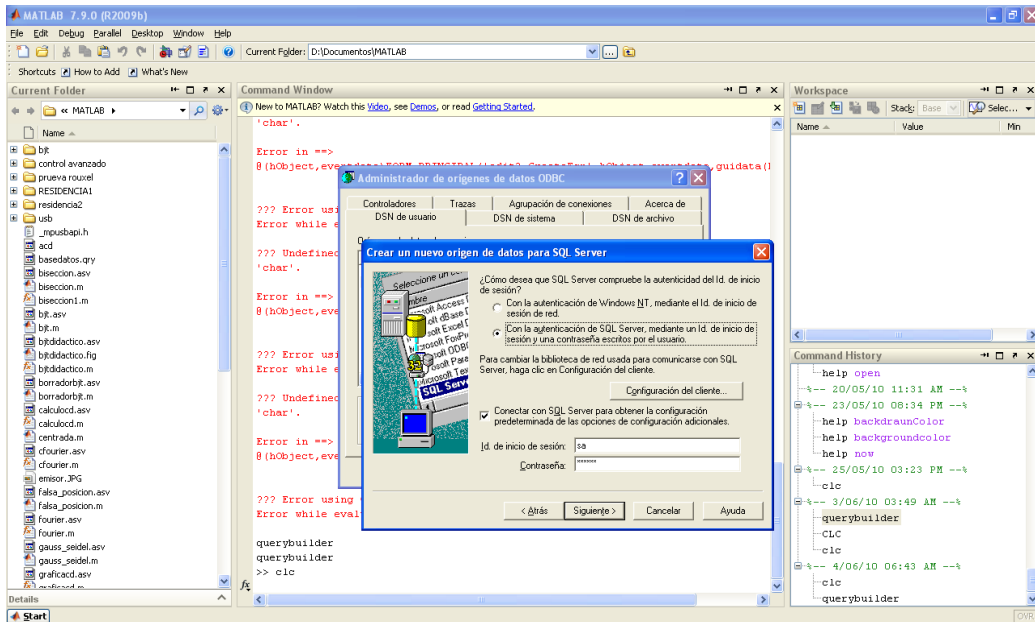 MATLAB 7.9.0 (R2009b)
File Edit Debug Parallel Desktop Window Help
Current Folder: D:\Documentos\MATLAB
Shortcuts How to Add What's New
Current Folder
« MATLAB
Name
bjt
control avanzado
prueva rouxel
RESIDENCIA1
residencia2
usb
_mpusbapi.h
acd
basedatos.qry
biseccion.asv
biseccion.m
biseccion1.m
bjt.asv
bjt.m
bjtdidactico.asv
bjtdidactico.fig
bjtdidactico.m
borradorbjt.asv
borradorbjt.m
calculocd.asv
calculocd.m
centrada.m
cfourier.asv
cfourier.m
emisor.JPG
falsa_posicion.asv
falsa_posicion.m
fourier.asv
fourier.m
gauss_seidel.asv
gauss_seidel.m
graficacd.asv
graficacd.m
Details
Start
Command Window
New to MATLAB? Watch this Video, see Demos, or read Getting Started.
'char'.
Error in ==>
??? Error usi
Error while e
??? Undefined
'char'.
Error in ==>
@(hObject,eve
??? Error usi
Error while e
??? Undefined
'char'.
Error in ==>
@(hObject,eve
??? Error using
Error while eval
querybuilder
querybuilder
>> clc
fx
Administrador de orígenes de datos ODBC
Controladores Trazas Agrupación de conexiones Acerca de
DSN de usuario DSN de sistema DSN de archivo
Crear un nuevo origen de datos para SQL Server
¿Cómo desea que SQL Server compruebe la autenticidad del Id. de inicio
de sesión?
Con la autenticación de Windows NT, mediante el Id. de inicio de
sesión de red.
Con la autenticación de SQL Server, mediante un Id. de inicio de
sesión y una contraseña escritos por el usuario.
Para cambiar la biblioteca de red usada para comunicarse con SQL
Server, haga clic en Configuración del cliente.
Configuración del cliente...
Conectar con SQL Server para obtener la configuración
predeterminada de las opciones de configuración adicionales.
Id. de inicio de sesión: sa
Contraseña: ******
< Atrás Siguiente > Cancelar Ayuda
Seleccione un
SQL Serv
Workspace
Stack: Base Selec...
Name Value Min
Command History
help open
%-- 20/05/10 11:31 AM --%
%-- 23/05/10 08:34 PM --%
help backdraunColor
help backgroundcolor
help now
%-- 25/05/10 03:23 PM --%
clc
%-- 3/06/10 03:49 AM --%
querybuilder
CLC
clc
%-- 4/06/10 06:43 AM --%
clc
querybuilder
OVR